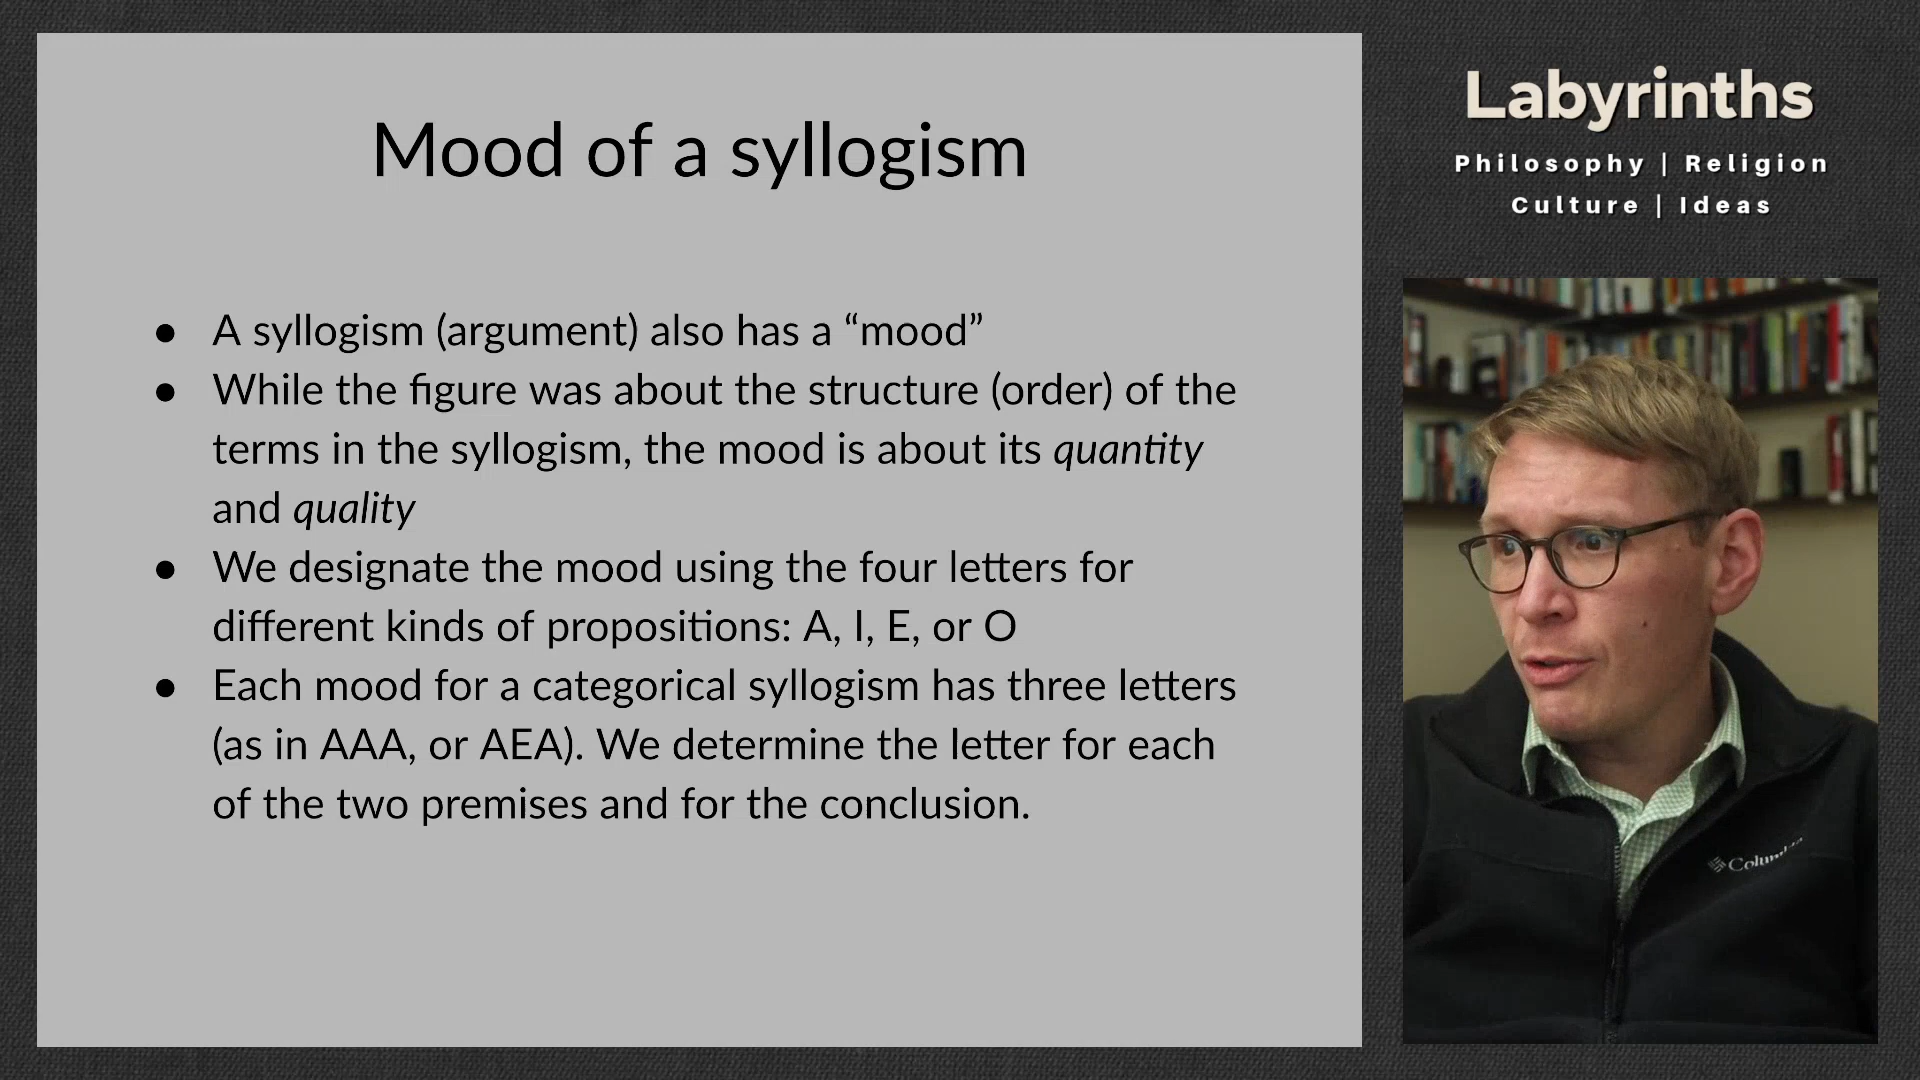 Mood of a syllogism
● A syllogism (argument) also has a “mood”
● While the figure was about the structure (order) of the
terms in the syllogism, the mood is about its quantity
and quality
● We designate the mood using the four letters for
different kinds of propositions: A, I, E, or O
● Each mood for a categorical syllogism has three letters
(as in AAA, or AEA). We determine the letter for each
of the two premises and for the conclusion.
Labyrinths
Philosophy | Religion
Culture | Ideas
Columbia